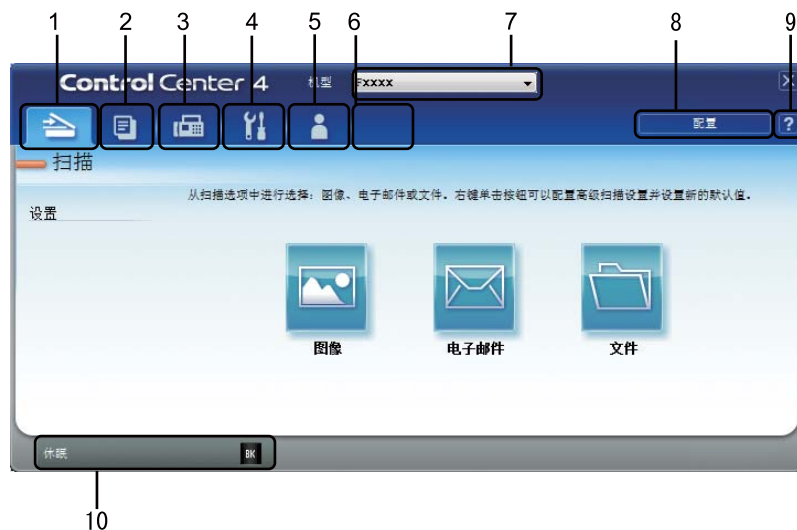 1 2 3 4 5 6 7 8 9
Control Center 4 机型 Fxxxx
配置 ?
扫描
从扫描选项中进行选择：图像、电子邮件或文件。右键单击按钮可以配置高级扫描设置并设置新的默认值。
设置
图像 电子邮件 文件
休眠 BK
10